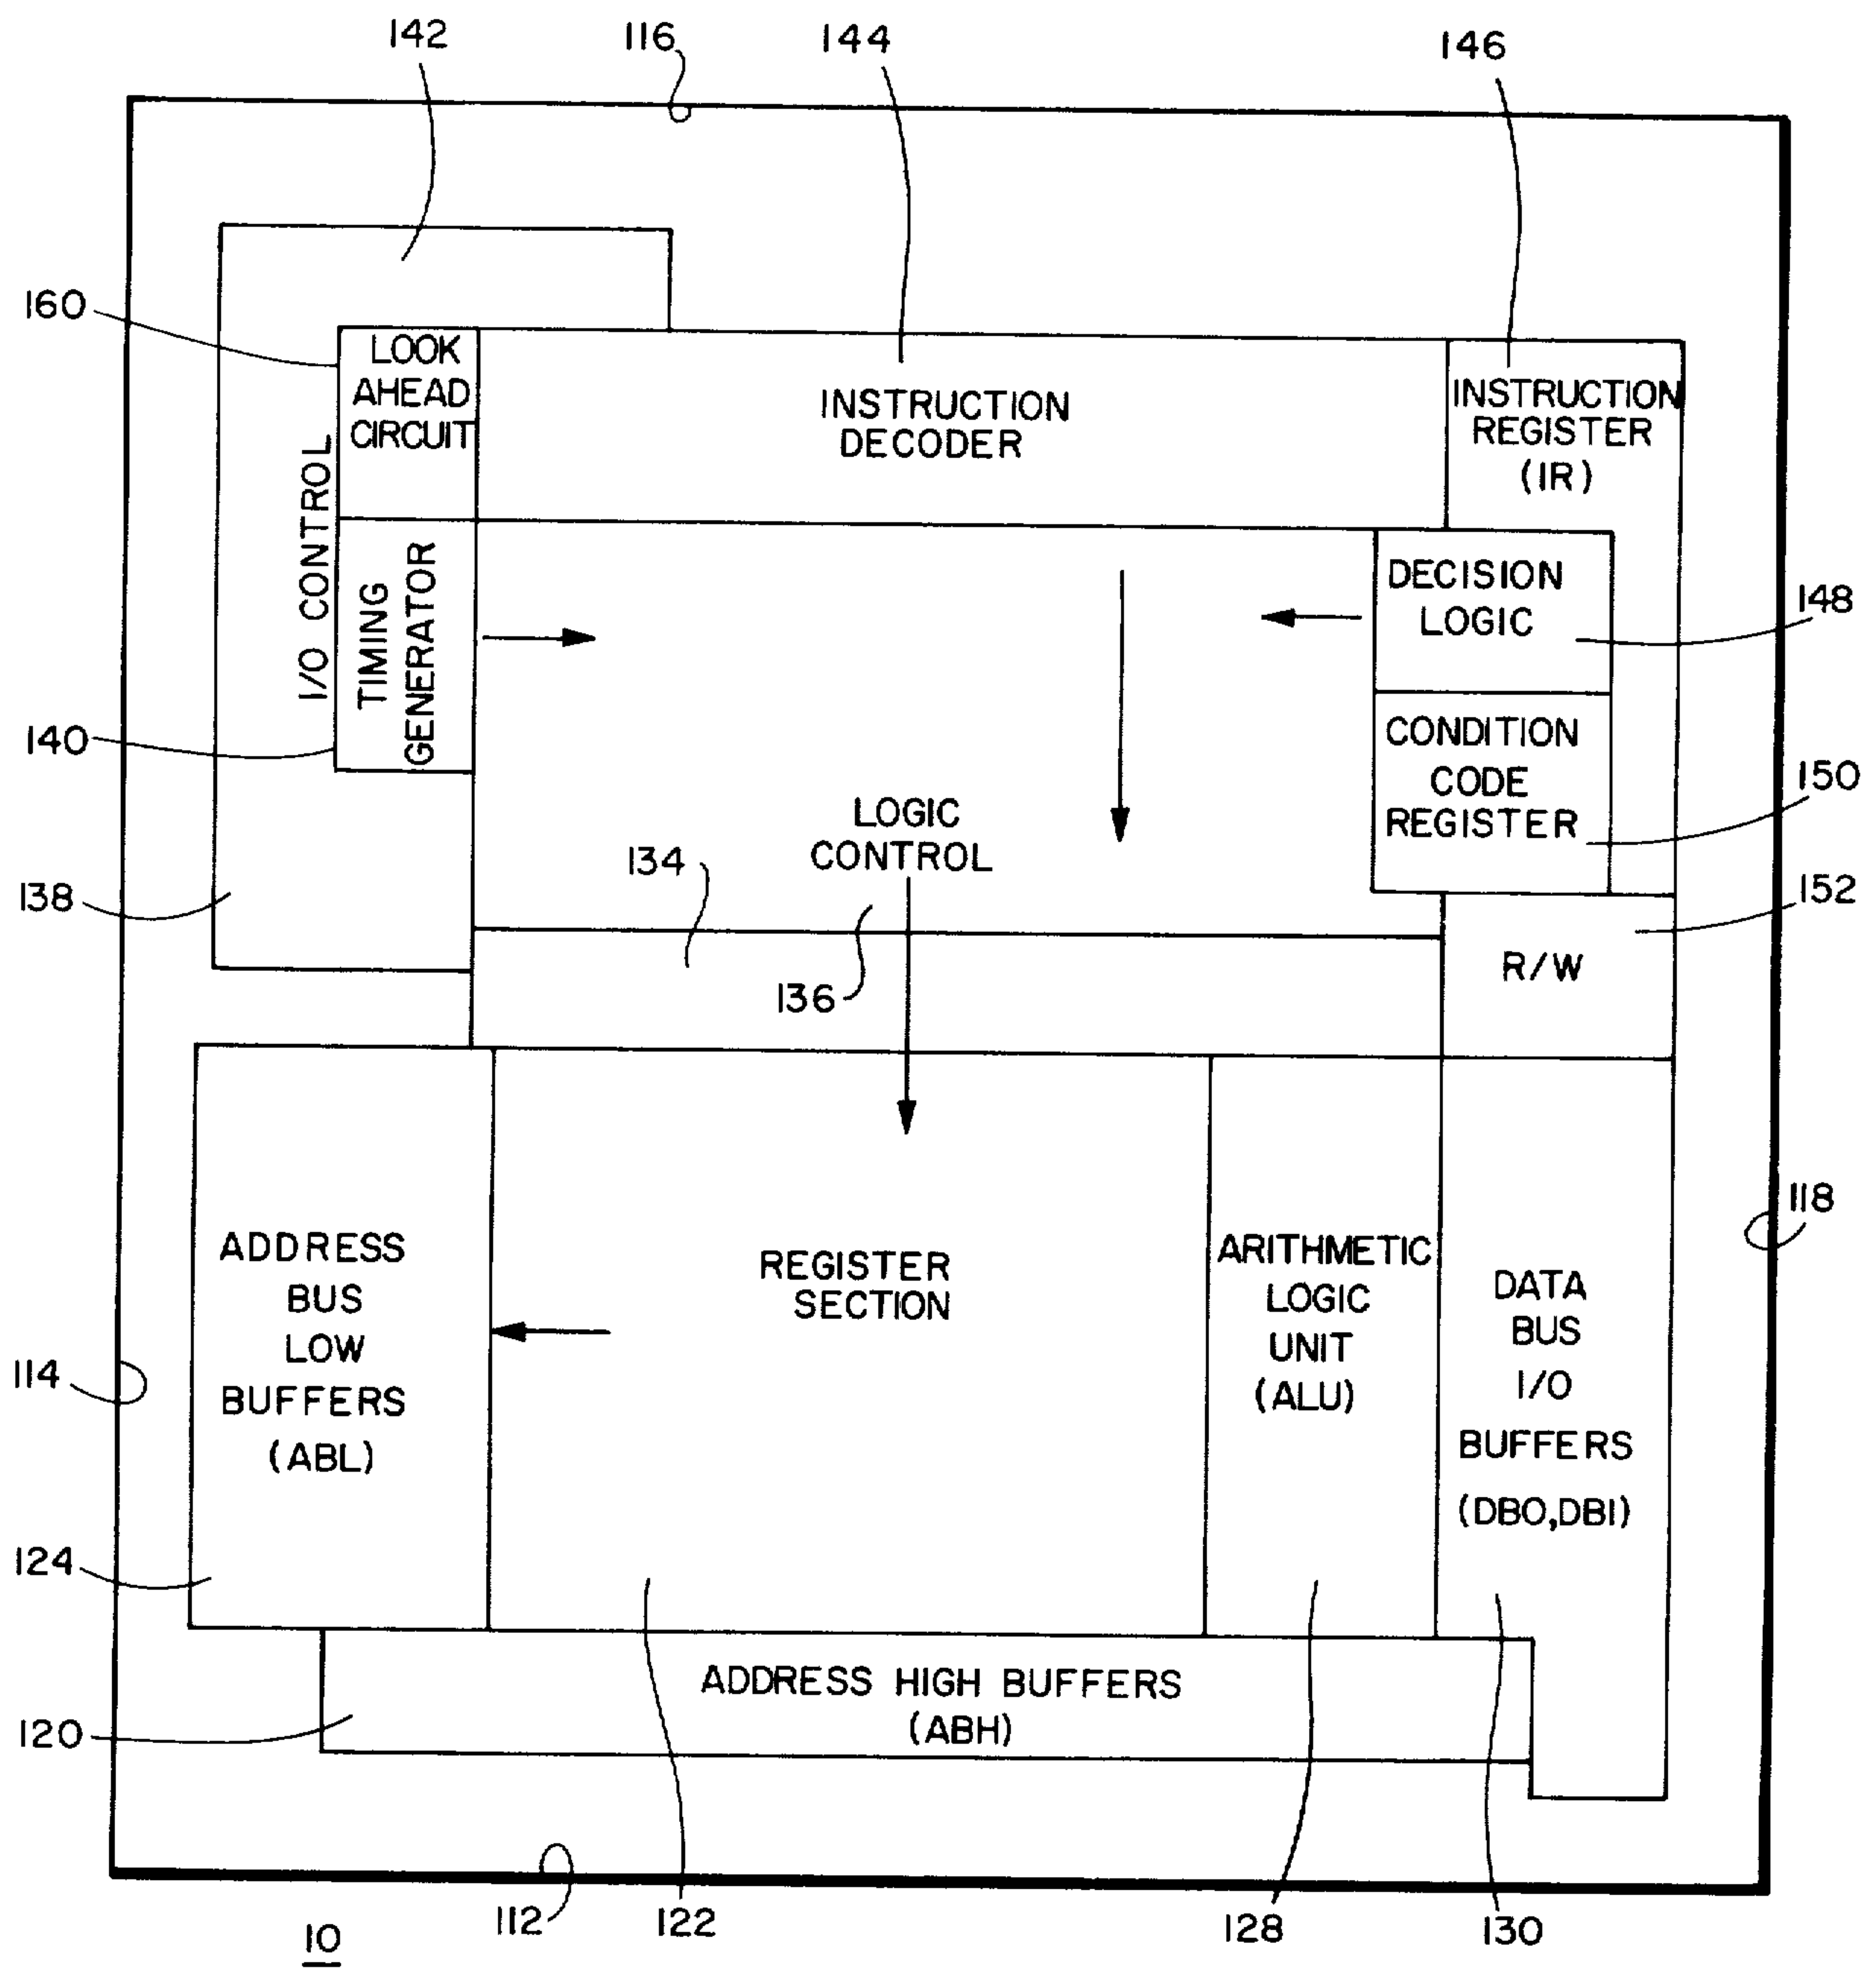 142
116
144
146
160
LOOK
AHEAD
CIRCUIT
INSTRUCTION
DECODER
INSTRUCTION
REGISTER
(IR)
I/O CONTROL
TIMING
GENERATOR
DECISION
LOGIC
148
140
CONDITION
CODE
REGISTER
150
LOGIC
CONTROL
134
138
152
136
R/W
118
ADDRESS
BUS
LOW
BUFFERS
(ABL)
REGISTER
SECTION
ARITHMETIC
LOGIC
UNIT
(ALU)
DATA
BUS
I/O
BUFFERS
(DBO,DBI)
114
124
ADDRESS HIGH BUFFERS
(ABH)
120
112
122
128
130
10